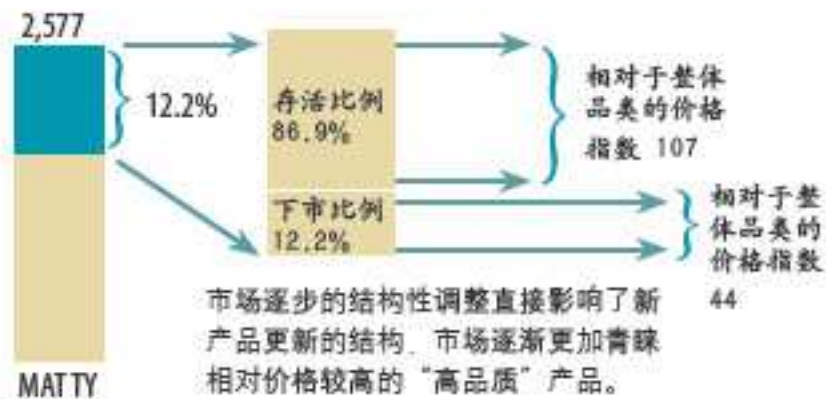 2,577
12.2%
存活比例
86.9%
下市比例
12.2%
相对于整体
品类的价格
指数 107
相对于整
体品类的
价格指数
44
市场逐步的结构性调整直接影响了新
产品更新的结构．市场逐渐更加青睐
相对价格较高的“高品质”产品。
MAT TY